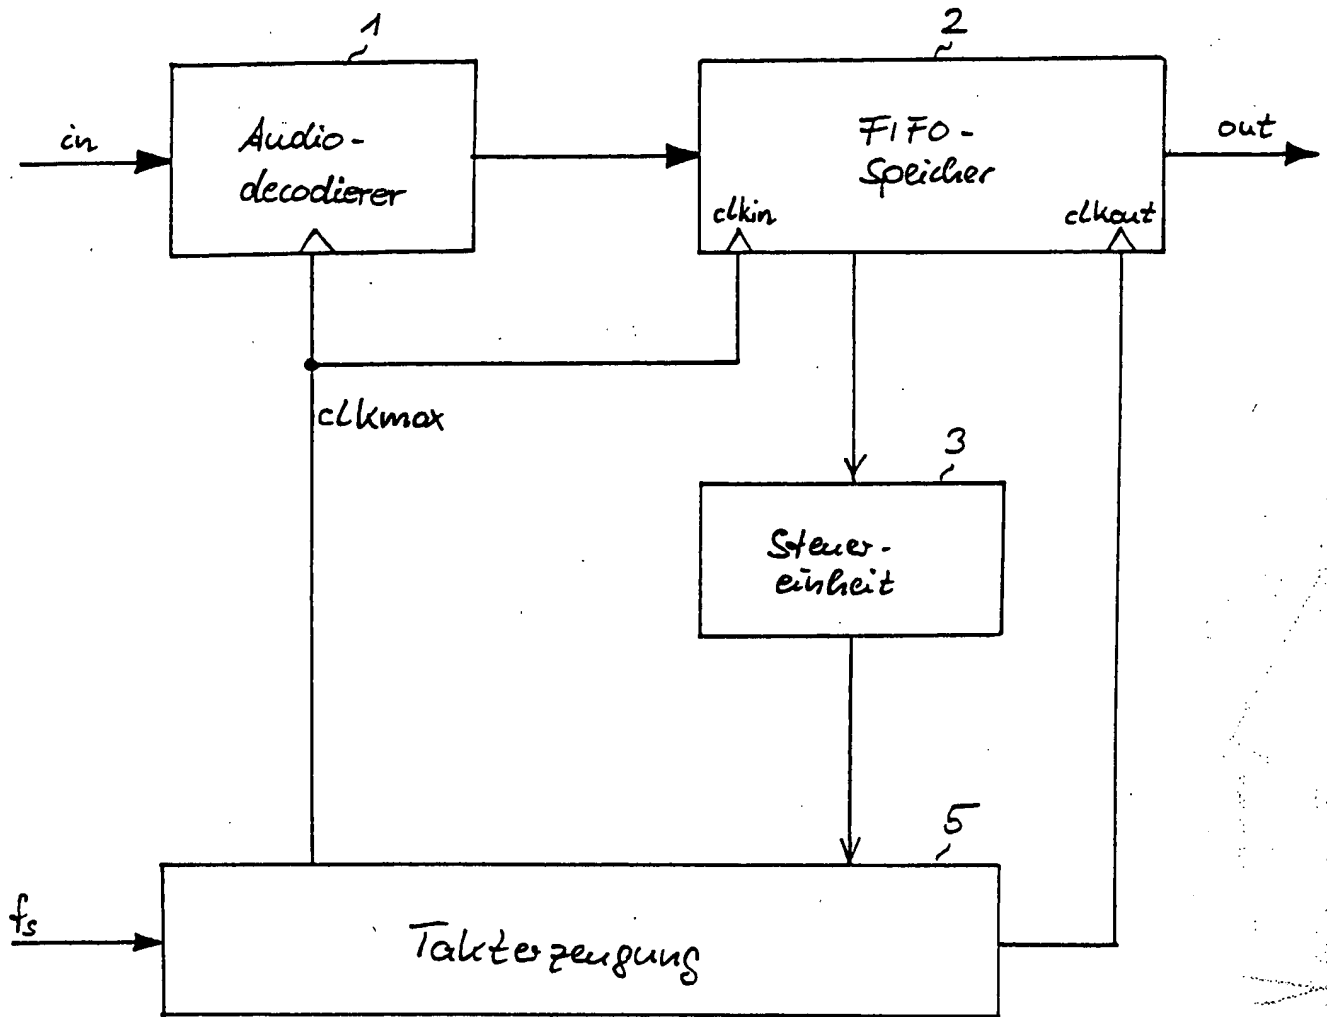 1
2
in
Audio-
decodierer
FIFO-
Speicher
out
clkin
clkout
clkmax
3
Steuer-
einheit
5
fs
Takterzeugung